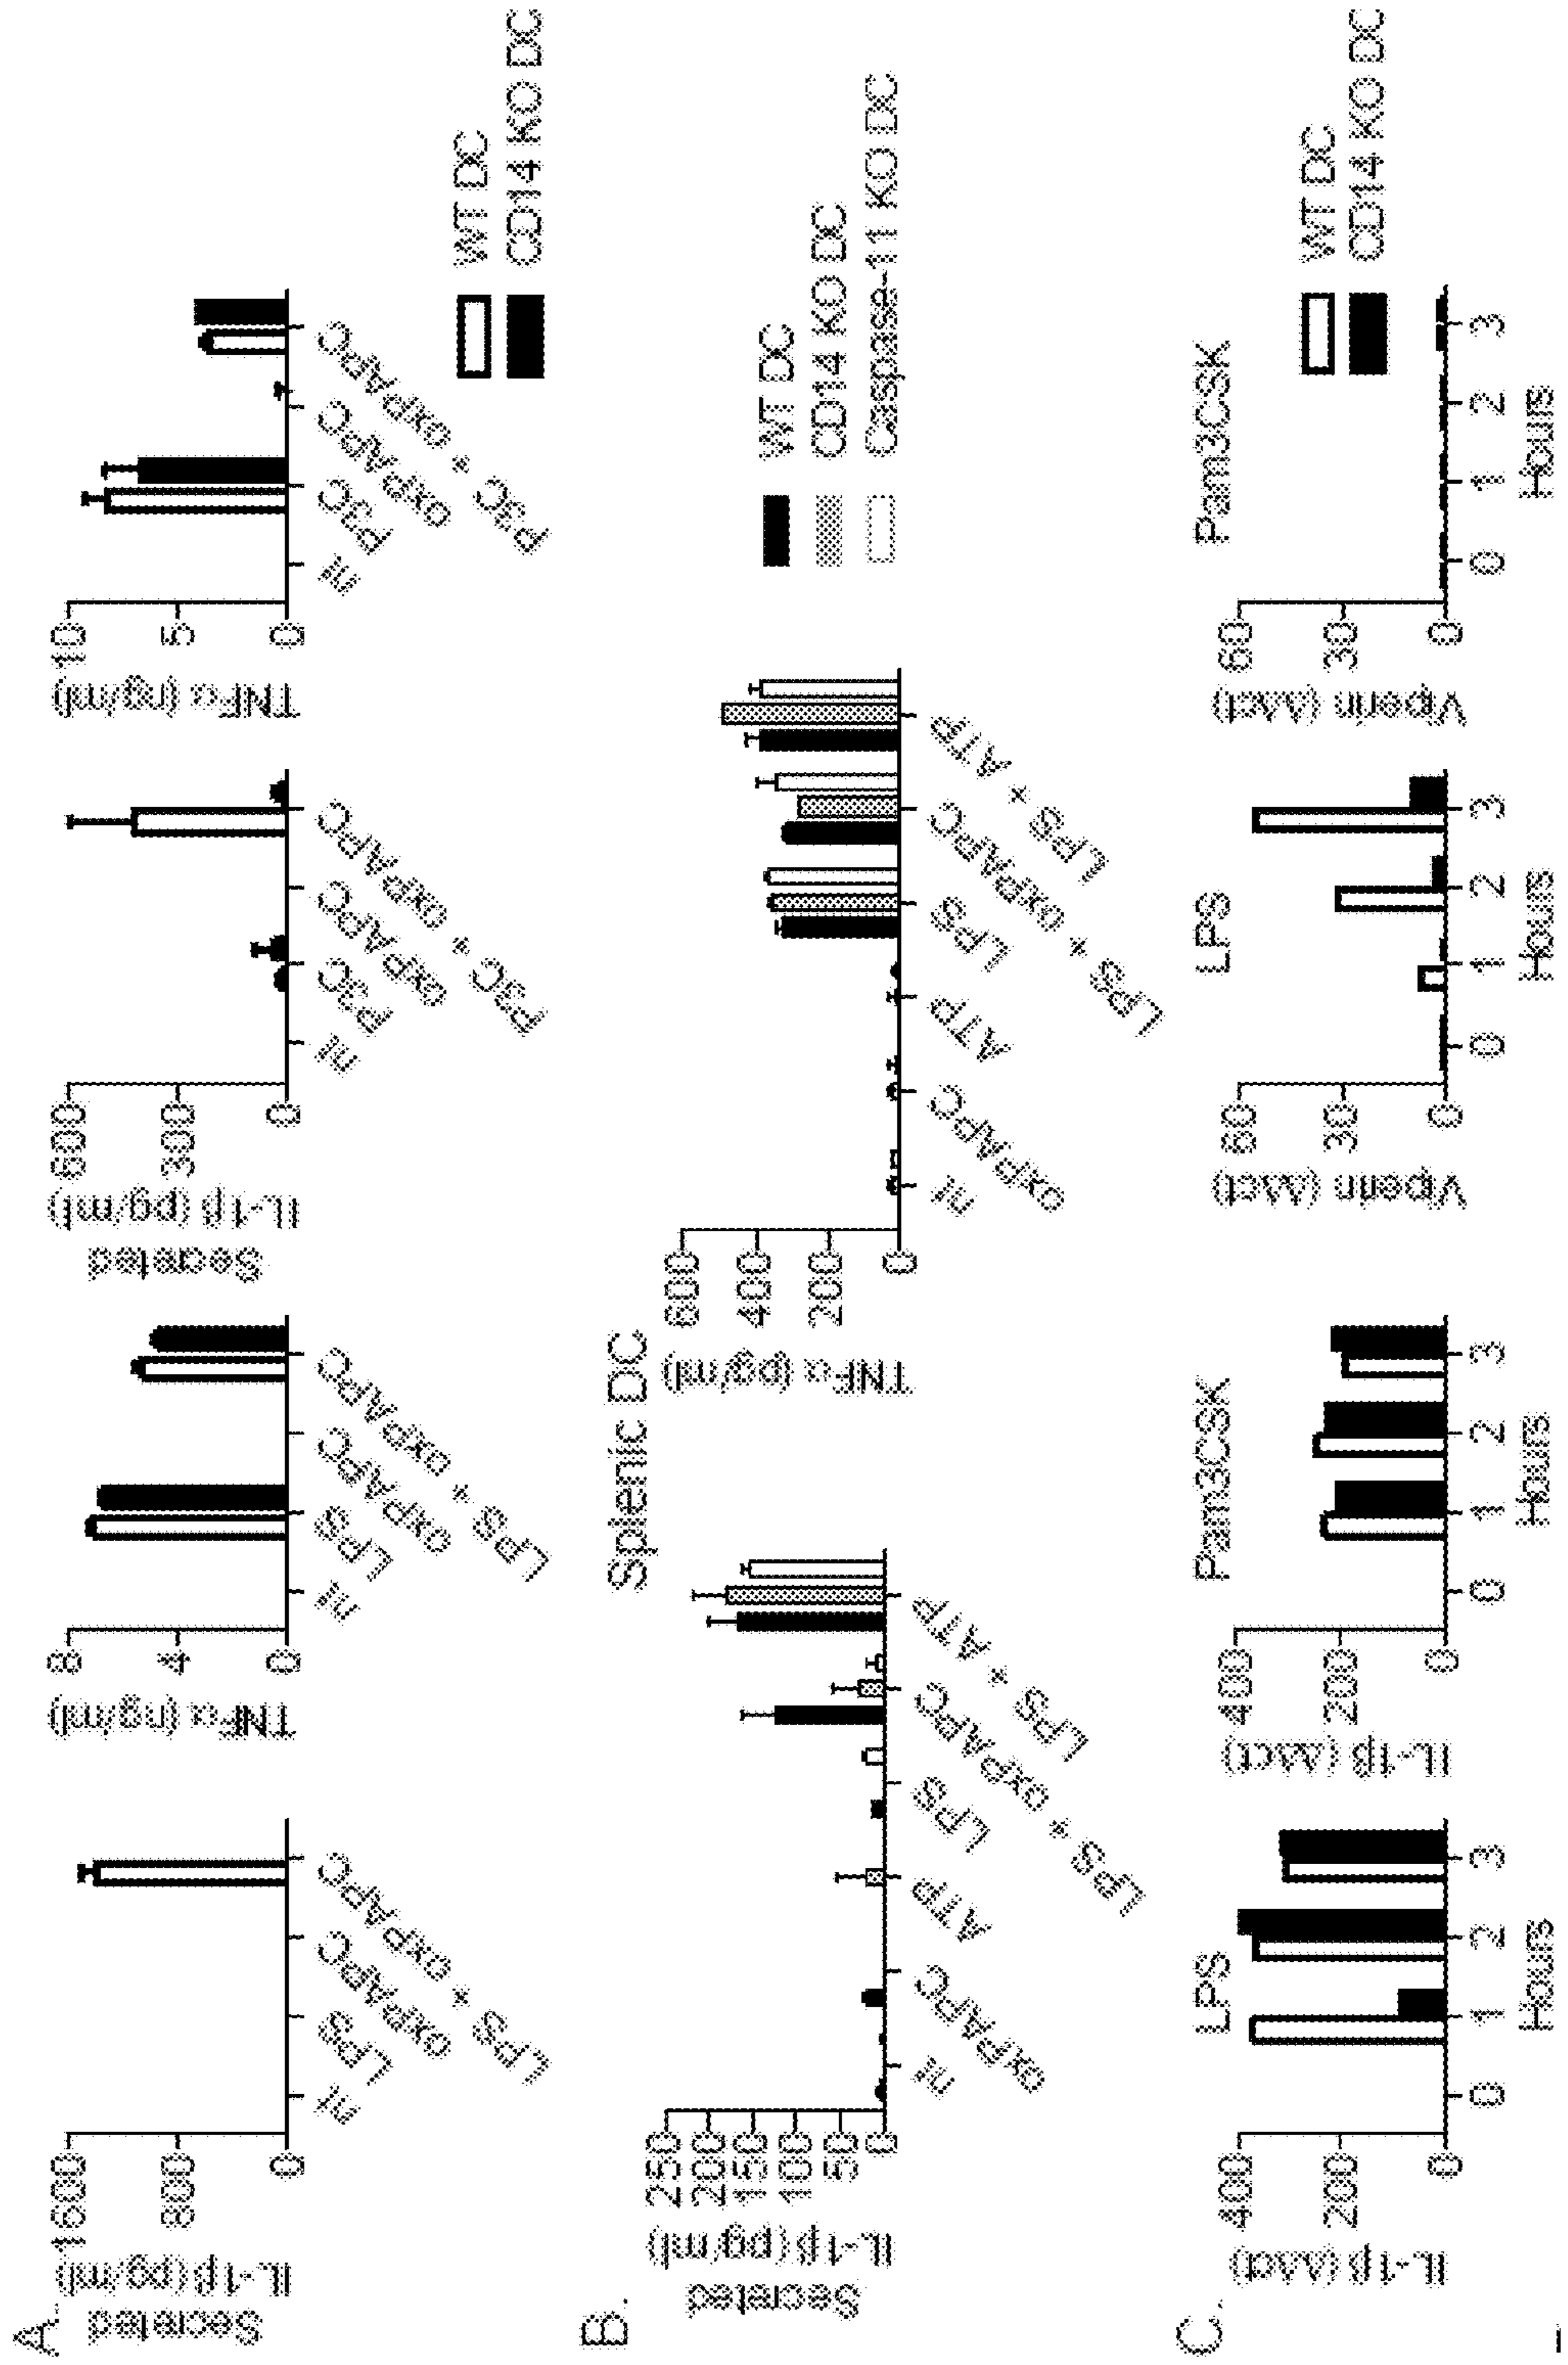 A.
Secreted
IL-1β (pg/ml)
1600
800
0
nt
LPS
oxPAPC
LPS + oxPAPC
TNFα (ng/ml)
8
4
0
nt
LPS
oxPAPC
LPS + oxPAPC
Secreted
IL-1β (pg/ml)
600
300
0
nt
P3C
oxPAPC
P3C + oxPAPC
TNFα (ng/ml)
10
5
0
nt
P3C
oxPAPC
P3C + oxPAPC
WT DC
CD14 KO DC
B.
Splenic DC
Secreted
IL-1β (pg/ml)
250
200
150
100
50
0
nt
oxPAPC
ATP
LPS
LPS + oxPAPC
LPS + ATP
TNFα (pg/ml)
600
400
200
0
nt
oxPAPC
ATP
LPS
LPS + oxPAPC
LPS + ATP
WT DC
CD14 KO DC
Caspase-11 KO DC
C.
LPS
IL-1β (ΔΔct)
400
200
0
0 1 2 3
Hours
Pam3CSK
IL-1β (ΔΔct)
400
200
0
0 1 2 3
Hours
LPS
Viperin (ΔΔct)
60
30
0
0 1 2 3
Hours
Pam3CSK
Viperin (ΔΔct)
60
30
0
0 1 2 3
Hours
WT DC
CD14 KO DC